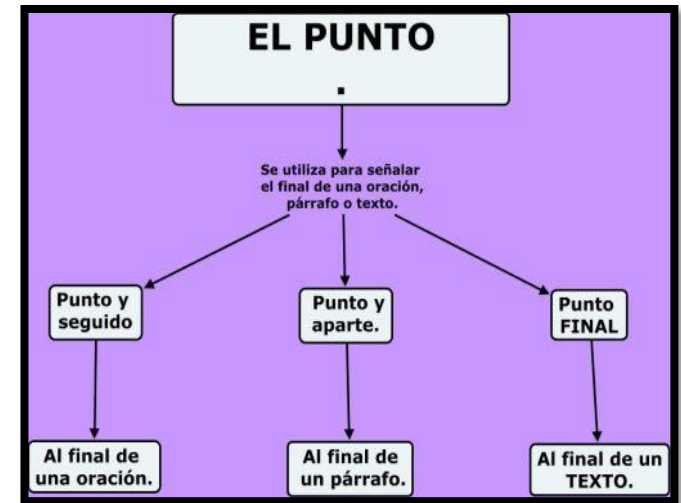 EL PUNTO
.
Se utiliza para señalar
el final de una oración,
párrafo o texto.
Punto y
seguido
Punto y
aparte.
Punto
FINAL
Al final de
una oración.
Al final de
un párrafo.
Al final de un
TEXTO.